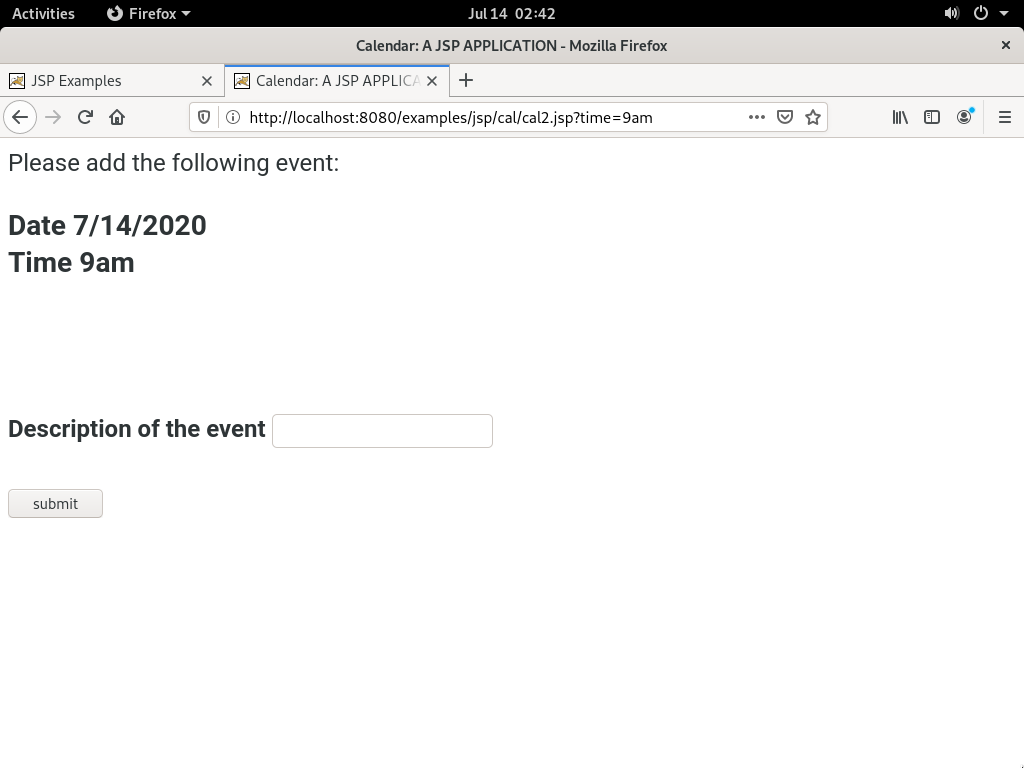 Activities
Firefox
Jul 14 02:42
Calendar: A JSP APPLICATION - Mozilla Firefox
JSP Examples
Calendar: A JSP APPLICA
http://localhost:8080/examples/jsp/cal/cal2.jsp?time=9am
Please add the following event:
Date 7/14/2020
Time 9am
Description of the event
submit